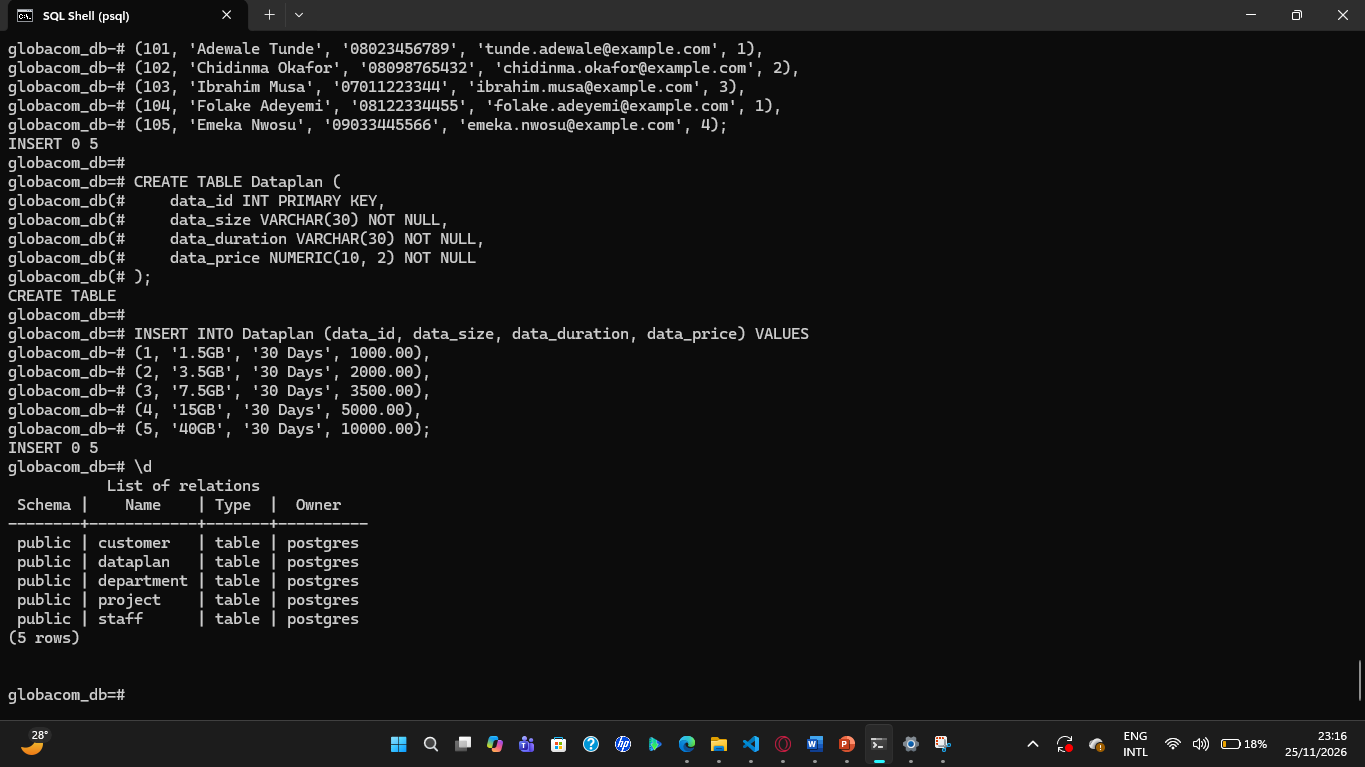 SQL Shell (psql)
globacom_db-# (101, 'Adewale Tunde', '08023456789', 'tunde.adewale@example.com', 1),
globacom_db-# (102, 'Chidinma Okafor', '08098765432', 'chidinma.okafor@example.com', 2),
globacom_db-# (103, 'Ibrahim Musa', '07011223344', 'ibrahim.musa@example.com', 3),
globacom_db-# (104, 'Folake Adeyemi', '08122334455', 'folake.adeyemi@example.com', 1),
globacom_db-# (105, 'Emeka Nwosu', '09033445566', 'emeka.nwosu@example.com', 4);
INSERT 0 5
globacom_db=#
globacom_db=# CREATE TABLE Dataplan (
globacom_db(#     data_id INT PRIMARY KEY,
globacom_db(#     data_size VARCHAR(30) NOT NULL,
globacom_db(#     data_duration VARCHAR(30) NOT NULL,
globacom_db(#     data_price NUMERIC(10, 2) NOT NULL
globacom_db(# );
CREATE TABLE
globacom_db=#
globacom_db=# INSERT INTO Dataplan (data_id, data_size, data_duration, data_price) VALUES
globacom_db-# (1, '1.5GB', '30 Days', 1000.00),
globacom_db-# (2, '3.5GB', '30 Days', 2000.00),
globacom_db-# (3, '7.5GB', '30 Days', 3500.00),
globacom_db-# (4, '15GB', '30 Days', 5000.00),
globacom_db-# (5, '40GB', '30 Days', 10000.00);
INSERT 0 5
globacom_db=# \d
           List of relations
 Schema |    Name    | Type  |  Owner
--------+------------+-------+----------
 public | customer   | table | postgres
 public | dataplan   | table | postgres
 public | department | table | postgres
 public | project    | table | postgres
 public | staff      | table | postgres
(5 rows)
globacom_db=#
28°
ENG
INTL
18%
23:16
25/11/2026